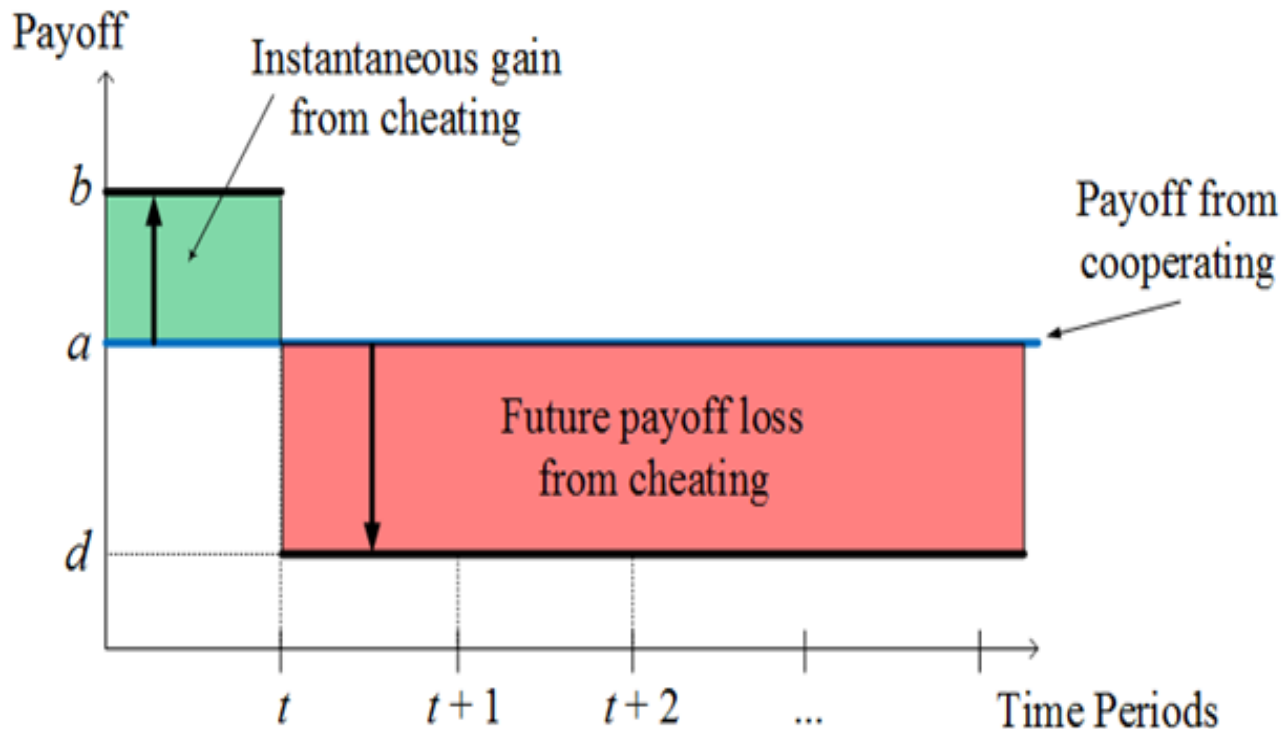 Payoff
Instantaneous gain
from cheating
b
Payoff from
cooperating
a
Future payoff loss
from cheating
d
t
t + 1
t + 2
...
Time Periods